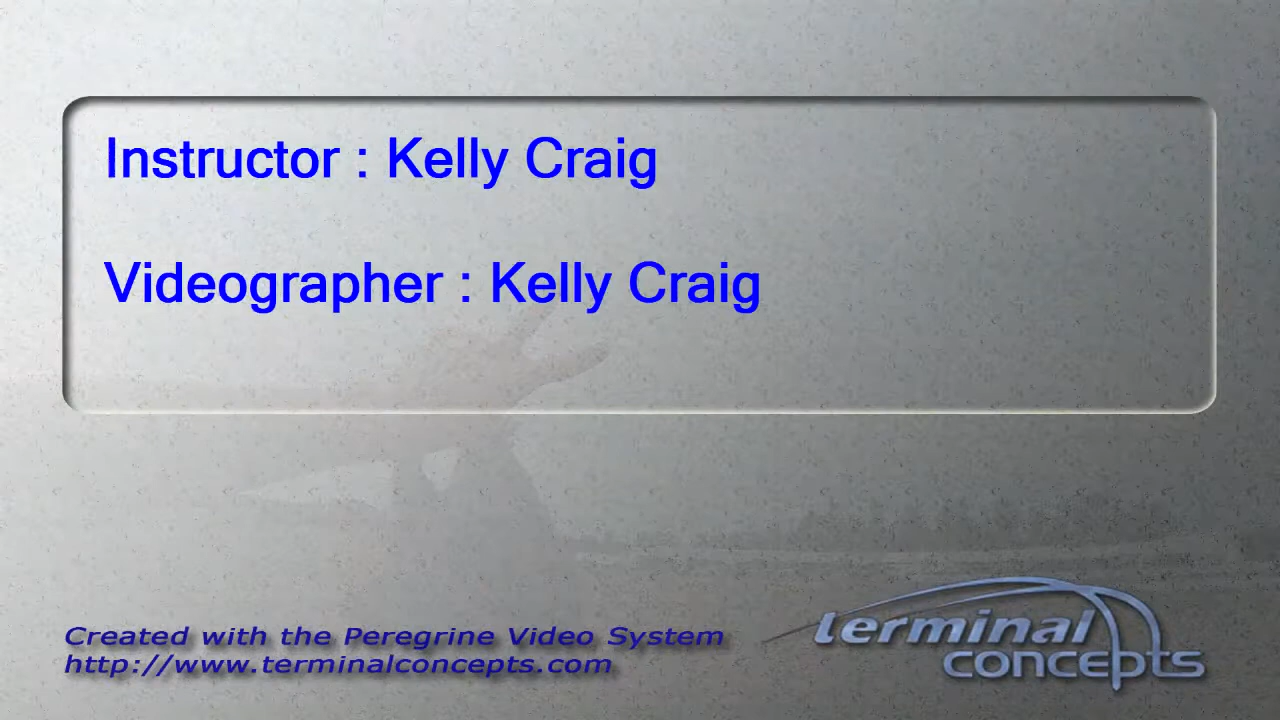 Instructor : Kelly Craig
Videographer : Kelly Craig
Created with the Peregrine Video System
http://www.terminalconcepts.com
terminal
concepts